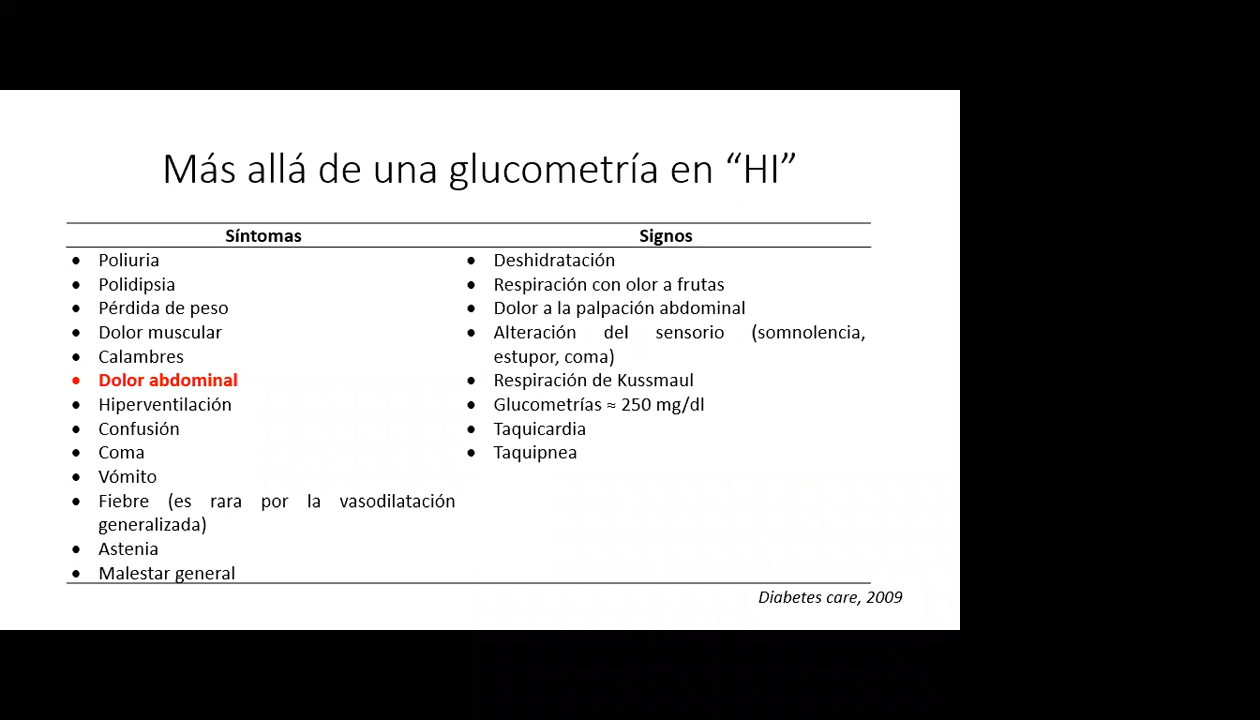 Más allá de una glucometría en “HI”
Síntomas
Signos
• Poliuria
• Polidipsia
• Pérdida de peso
• Dolor muscular
• Calambres
• Dolor abdominal
• Hiperventilación
• Confusión
• Coma
• Vómito
• Fiebre (es rara por la vasodilatación
generalizada)
• Astenia
• Malestar general
• Deshidratación
• Respiración con olor a frutas
• Dolor a la palpación abdominal
• Alteración del sensorio (somnolencia,
estupor, coma)
• Respiración de Kussmaul
• Glucometrías ≈ 250 mg/dl
• Taquicardia
• Taquipnea
Diabetes care, 2009